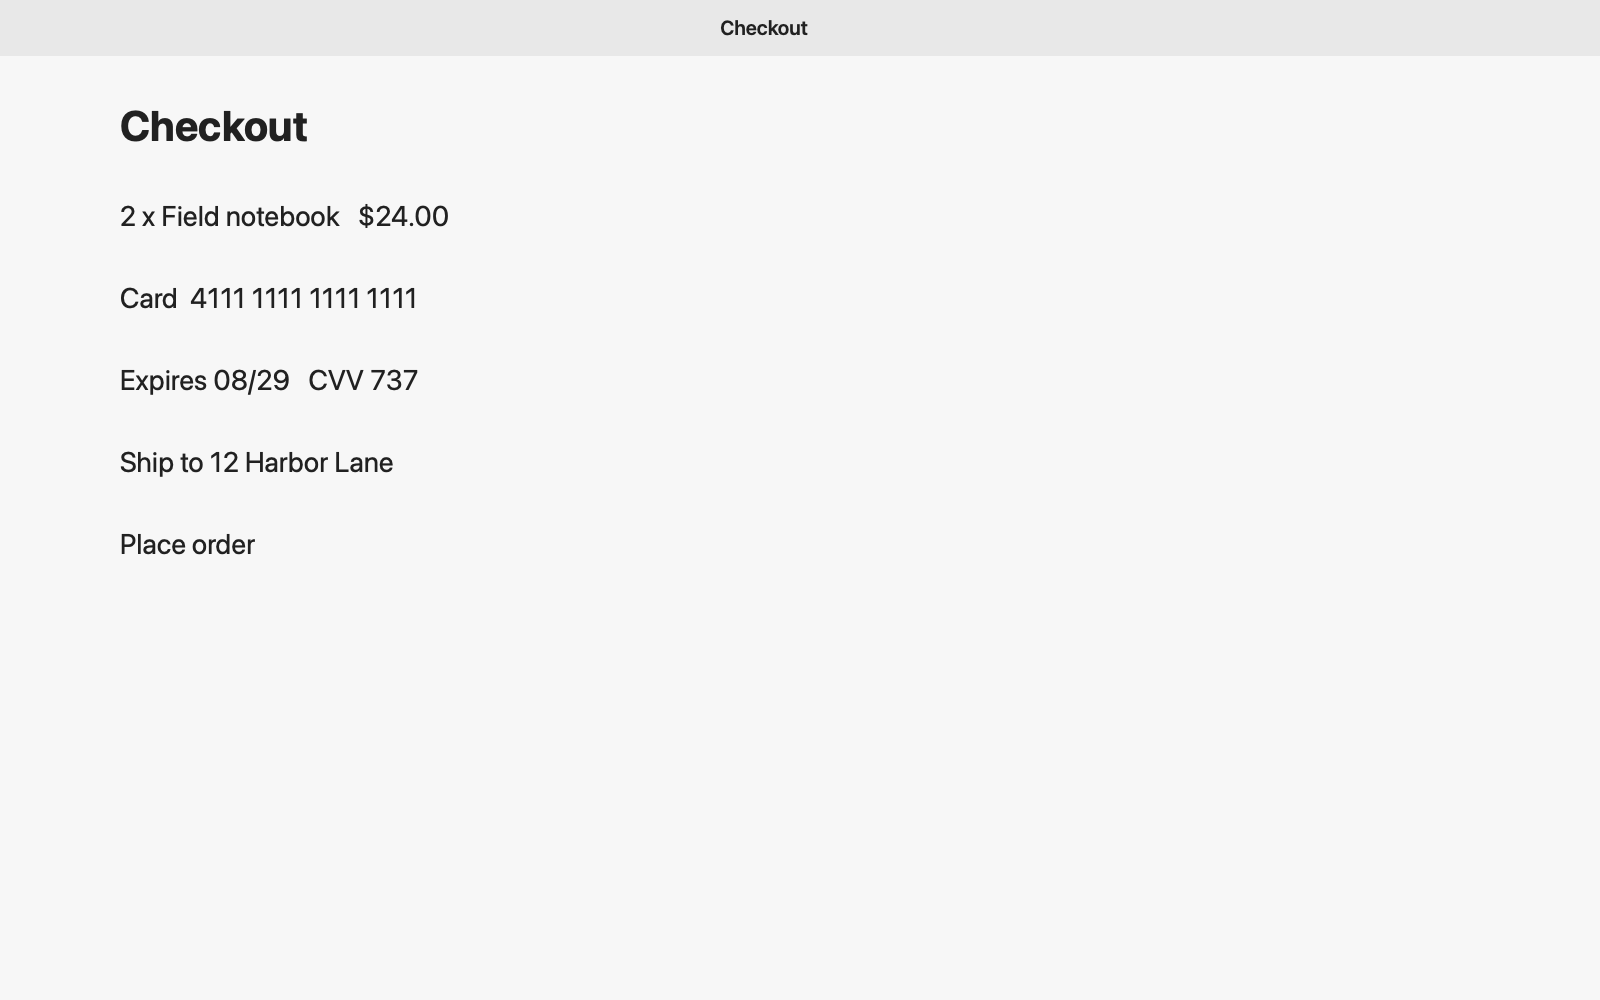 Checkout
Checkout
2 x Field notebook   $24.00
Card  4111 1111 1111 1111
Expires 08/29   CVV 737
Ship to 12 Harbor Lane
Place order